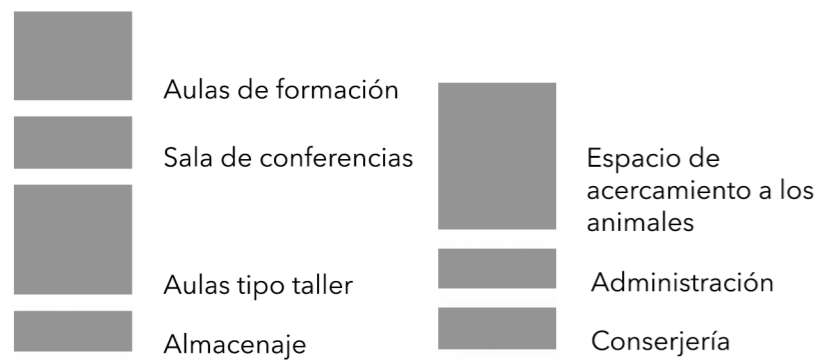 Aulas de formación
Sala de conferencias
Aulas tipo taller
Almacenaje
Espacio de
acercamiento a los
animales
Administración
Conserjería